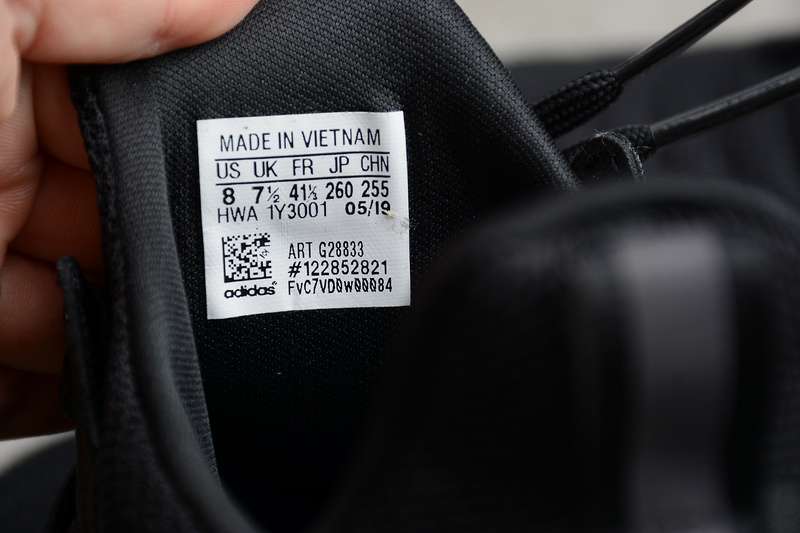 MADE IN VIETNAM
US UK FR JP CHN
8 7½ 41⅓ 260 255
HWA 1Y3001 05/19
ART G28833
#122852821
adidas® FvC7VD0w00084